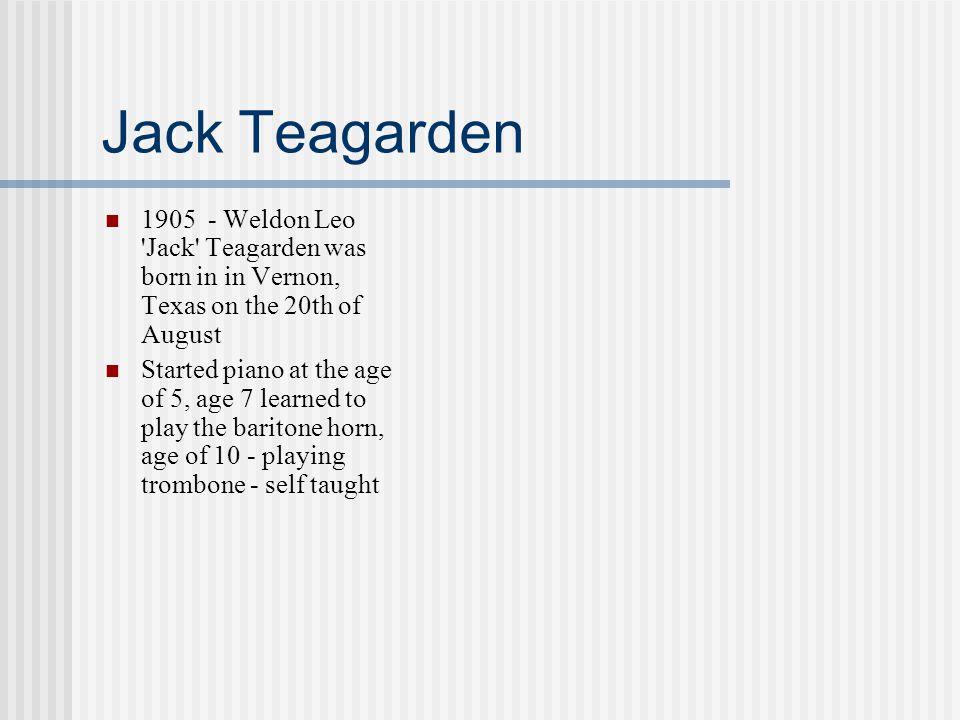 Jack Teagarden
1905  - Weldon Leo
'Jack' Teagarden was
born in in Vernon,
Texas on the 20th of
August
Started piano at the age
of 5, age 7 learned to
play the baritone horn,
age of 10 - playing
trombone - self taught